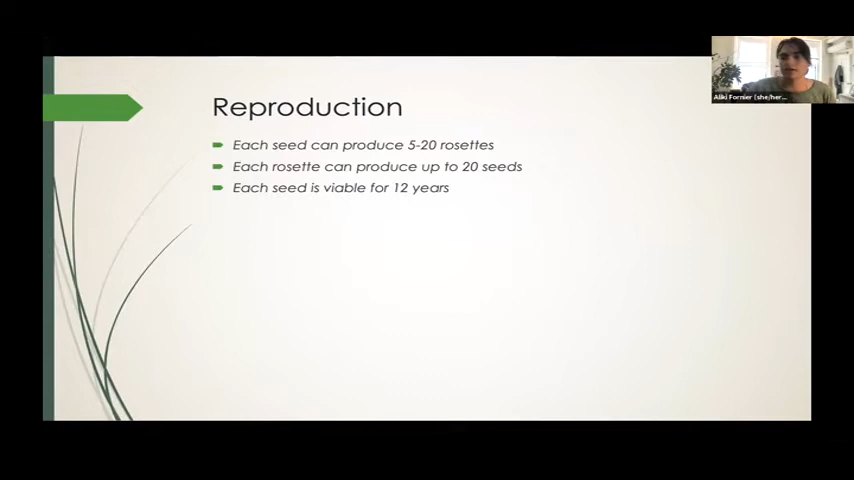 Reproduction
Each seed can produce 5-20 rosettes
Each rosette can produce up to 20 seeds
Each seed is viable for 12 years
Aliki Fornier (she/her...